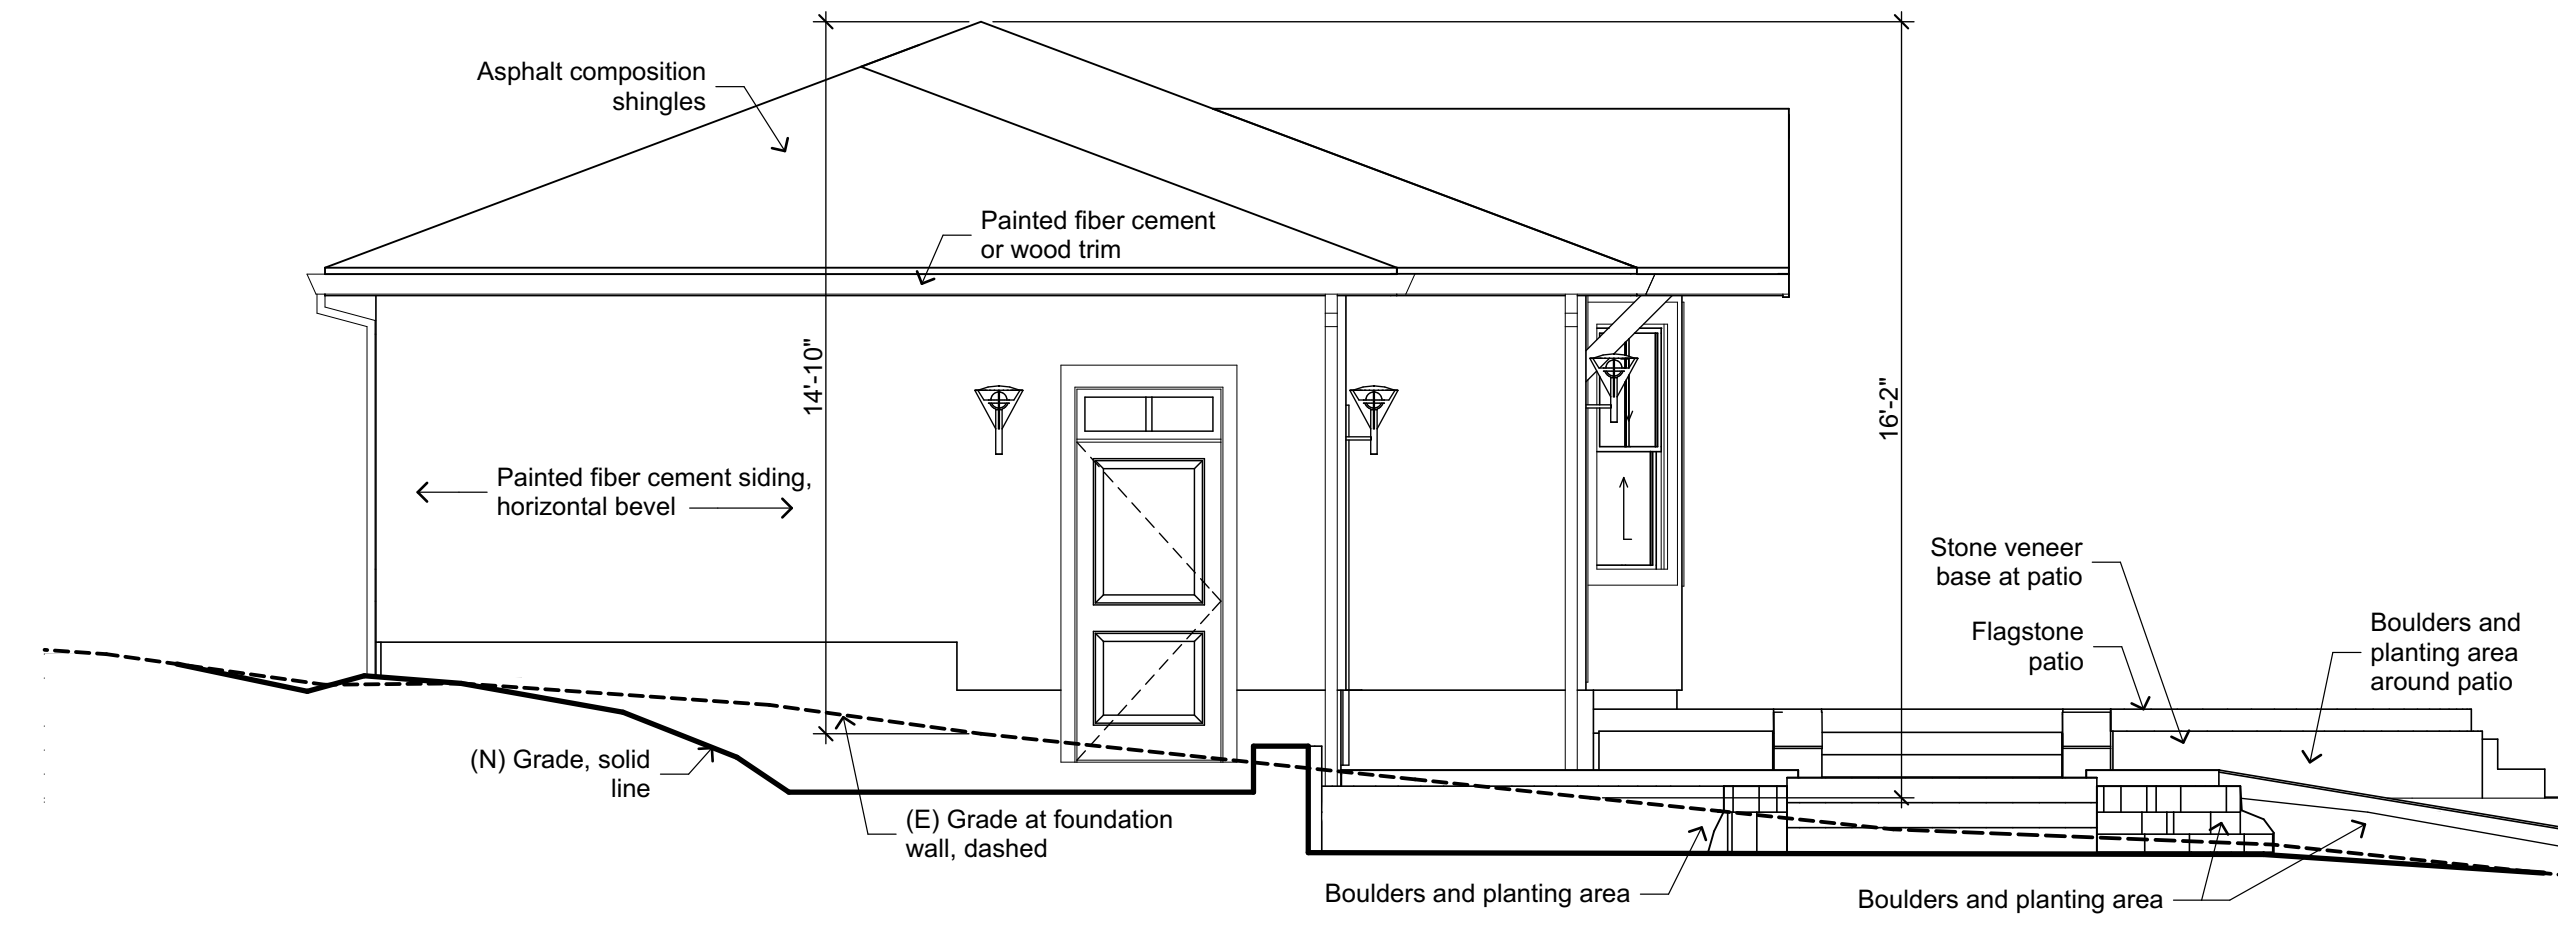 Asphalt composition
shingles
Painted fiber cement
or wood trim
14'-10"
16'-2"
Painted fiber cement siding,
horizontal bevel
Stone veneer
base at patio
Flagstone
patio
Boulders and
planting area
around patio
(N) Grade, solid
line
(E) Grade at foundation
wall, dashed
Boulders and planting area
Boulders and planting area